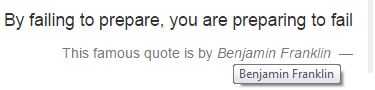 By failing to prepare, you are preparing to fail
This famous quote is by Benjamin Franklin —
Benjamin Franklin